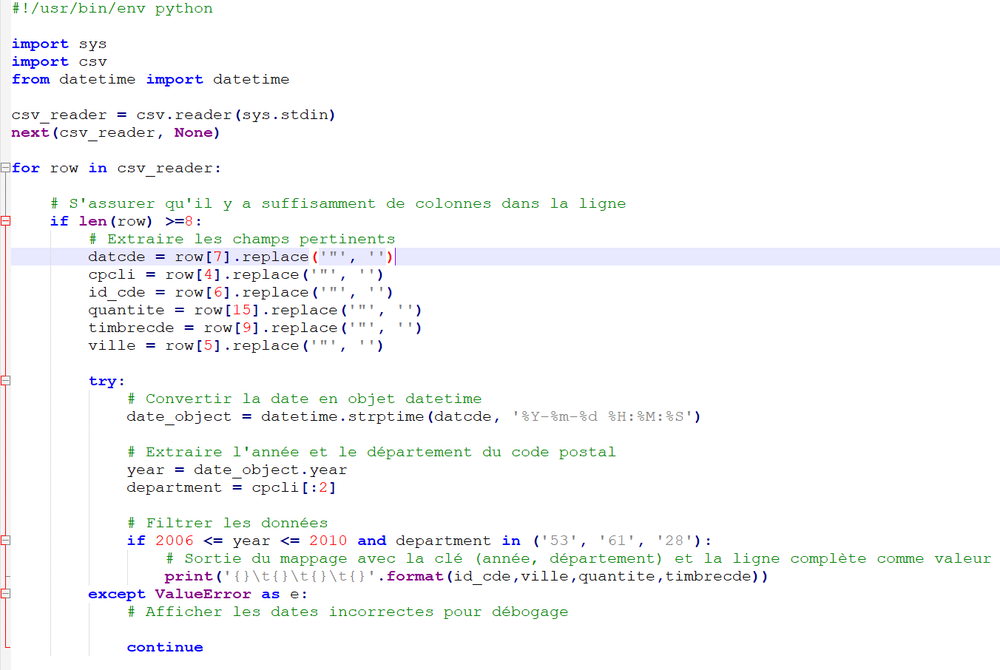 #!/usr/bin/env python

import sys
import csv
from datetime import datetime

csv_reader = csv.reader(sys.stdin)
next(csv_reader, None)

for row in csv_reader:

    # S'assurer qu'il y a suffisamment de colonnes dans la ligne
    if len(row) >=8:
        # Extraire les champs pertinents
        datcde = row[7].replace('"', '')
        cpcli = row[4].replace('"', '')
        id_cde = row[6].replace('"', '')
        quantite = row[15].replace('"', '')
        timbrecde = row[9].replace('"', '')
        ville = row[5].replace('"', '')

        try:
            # Convertir la date en objet datetime
            date_object = datetime.strptime(datcde, '%Y-%m-%d %H:%M:%S')

            # Extraire l'année et le département du code postal
            year = date_object.year
            department = cpcli[:2]

            # Filtrer les données
            if 2006 <= year <= 2010 and department in ('53', '61', '28'):
                # Sortie du mappage avec la clé (année, département) et la ligne complète comme valeur
                print('{}\t{}\t{}\t{}'.format(id_cde,ville,quantite,timbrecde))
        except ValueError as e:
            # Afficher les dates incorrectes pour débogage

            continue